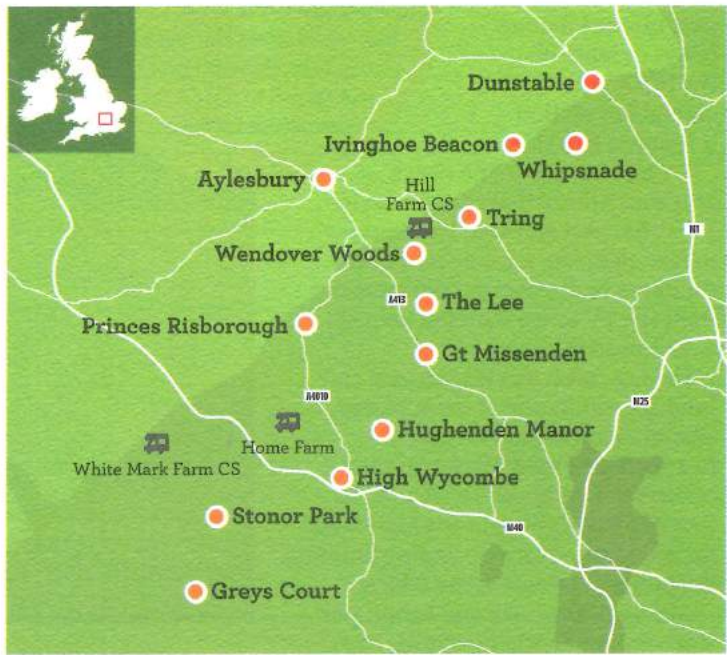 Dunstable
Ivinghoe Beacon
Whipsnade
Aylesbury
Hill
Farm CS
Tring
M1
Wendover Woods
A413
The Lee
Princes Risborough
Gt Missenden
A4010
M25
Home Farm
Hughenden Manor
White Mark Farm CS
High Wycombe
Stonor Park
M40
Greys Court